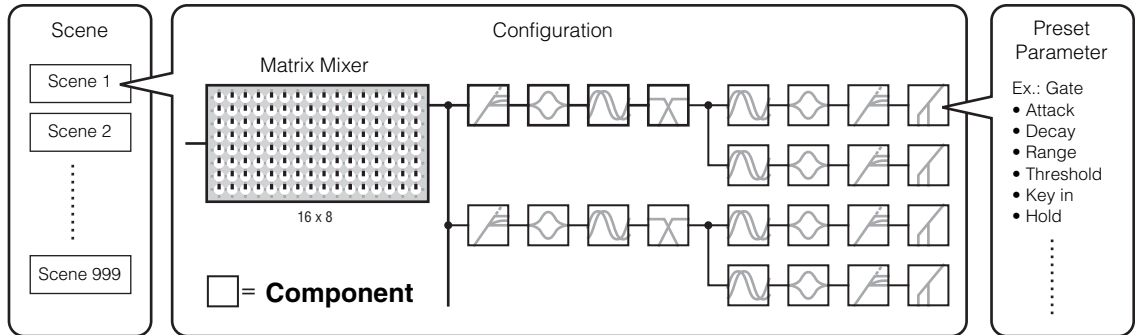 Scene
Scene 1
Scene 2
Scene 999
Configuration
Matrix Mixer
16 x 8
= Component
Preset
Parameter
Ex.: Gate
• Attack
• Decay
• Range
• Threshold
• Key in
• Hold